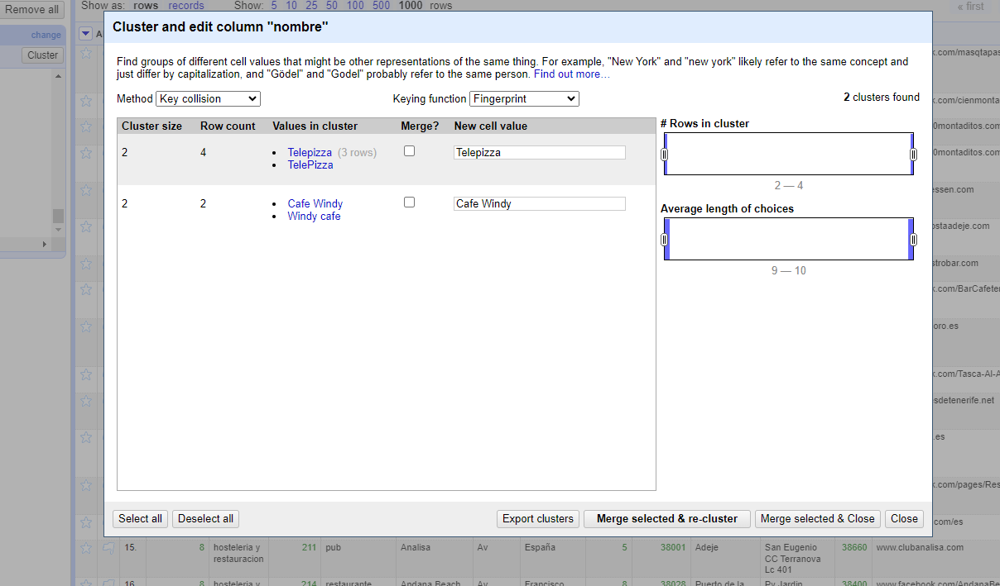 Remove all
Show as: rows records Show: 5 10 25 50 100 500 1000 rows
« first
change
Cluster
Cluster and edit column "nombre"
Find groups of different cell values that might be other representations of the same thing. For example, "New York" and "new york" likely refer to the same concept and
just differ by capitalization, and "Gödel" and "Godel" probably refer to the same person. Find out more…
Method Key collision Keying function Fingerprint 2 clusters found
Cluster size Row count Values in cluster Merge? New cell value
2 4 Telepizza (3 rows) Telepizza
TelePizza
2 2 Cafe Windy Cafe Windy
Windy cafe
# Rows in cluster
2 — 4
Average length of choices
9 — 10
k.com/masqtapas
k.com/cienmonta
0montaditos.com
0montaditos.com
essen.com
ostaadeje.com
strobar.com
k.com/BarCafeter
oro.es
k.com/Tasca-Al-A
sdetenerife.net
.es
k.com/pages/Res
com/es
Select all Deselect all Export clusters Merge selected & re-cluster Merge selected & Close Close
15. 8 hosteleria y 211 pub Analisa Av España 5 38001 Adeje San Eugenio 38660 www.clubanalisa.com
restauracion CC Terranova
Lc 401
16. 8 hosteleria y 214 restaurante Andana Beach Av Francisco 8 38028 Puerto de la Pv Jardin 38400 www.facebook.com/AndanaBe